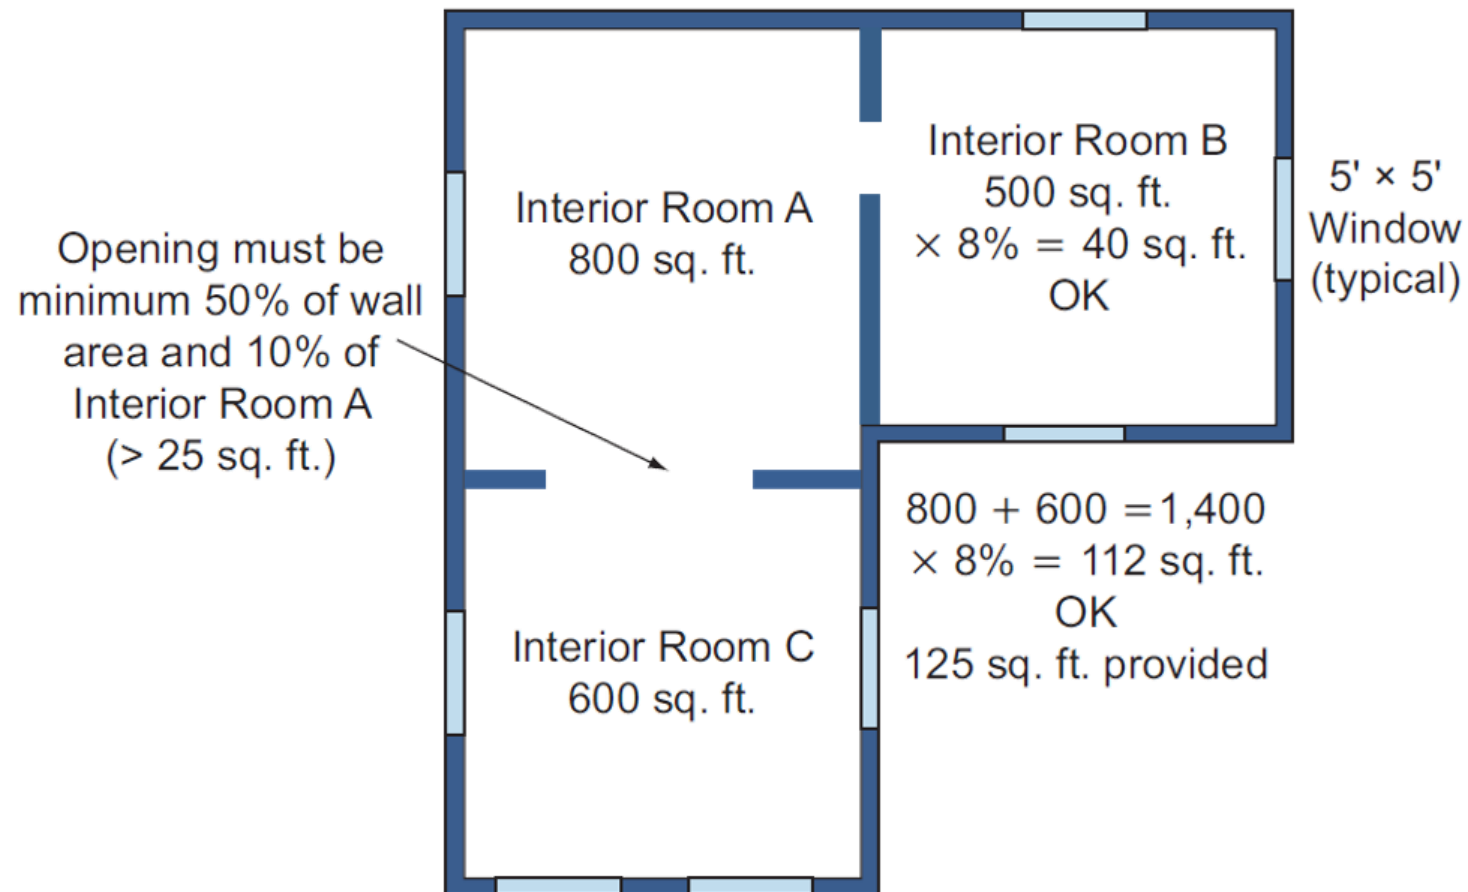 Opening must be
minimum 50% of wall
area and 10% of
Interior Room A
(> 25 sq. ft.)
Interior Room A
800 sq. ft.
Interior Room B
500 sq. ft.
× 8% = 40 sq. ft.
OK
5' × 5'
Window
(typical)
Interior Room C
600 sq. ft.
800 + 600 = 1,400
× 8% = 112 sq. ft.
OK
125 sq. ft. provided